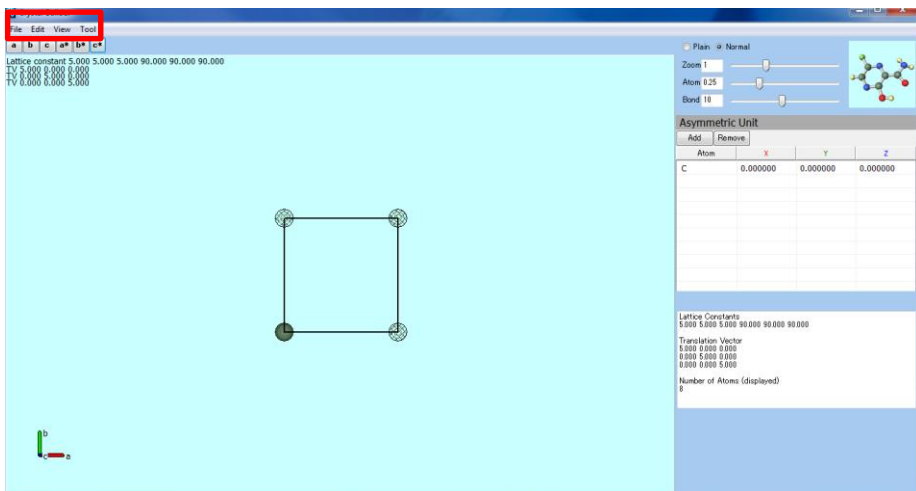 File Edit View Tool
a b c a* b* c*
Lattice constant 5.000 5.000 5.000 90.000 90.000 90.000
TV 5.000 0.000 0.000
TV 0.000 5.000 0.000
TV 0.000 0.000 5.000
Plain Normal
Zoom 1
Atom 0.25
Bond 10
Asymmetric Unit
Add Remove
Atom X Y Z
C 0.000000 0.000000 0.000000
Lattice Constants
5.000 5.000 5.000 90.000 90.000 90.000
Translation Vector
5.000 0.000 0.000
0.000 5.000 0.000
0.000 0.000 5.000
Number of Atoms (displayed)
8
b
c a